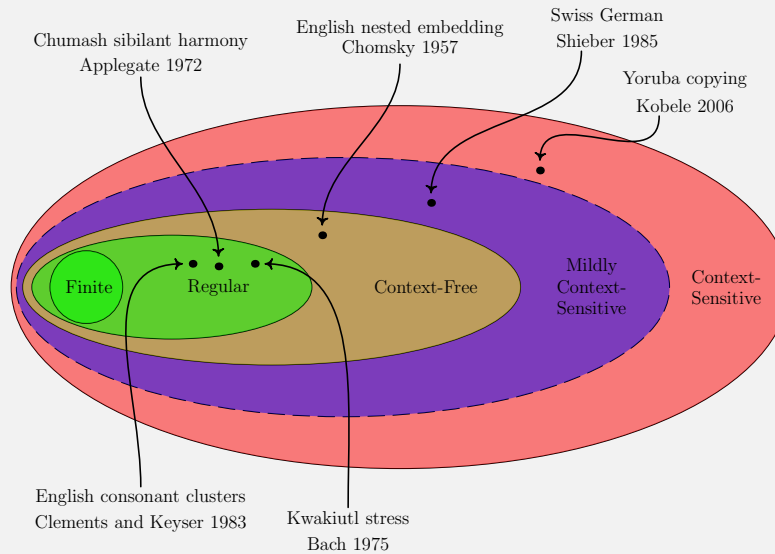 Swiss German
Shieber 1985
English nested embedding
Chomsky 1957
Chumash sibilant harmony
Applegate 1972
Yoruba copying
Kobele 2006
Finite
Regular
Context-Free
Mildly
Context-
Sensitive
Context-
Sensitive
English consonant clusters
Clements and Keyser 1983
Kwakiutl stress
Bach 1975